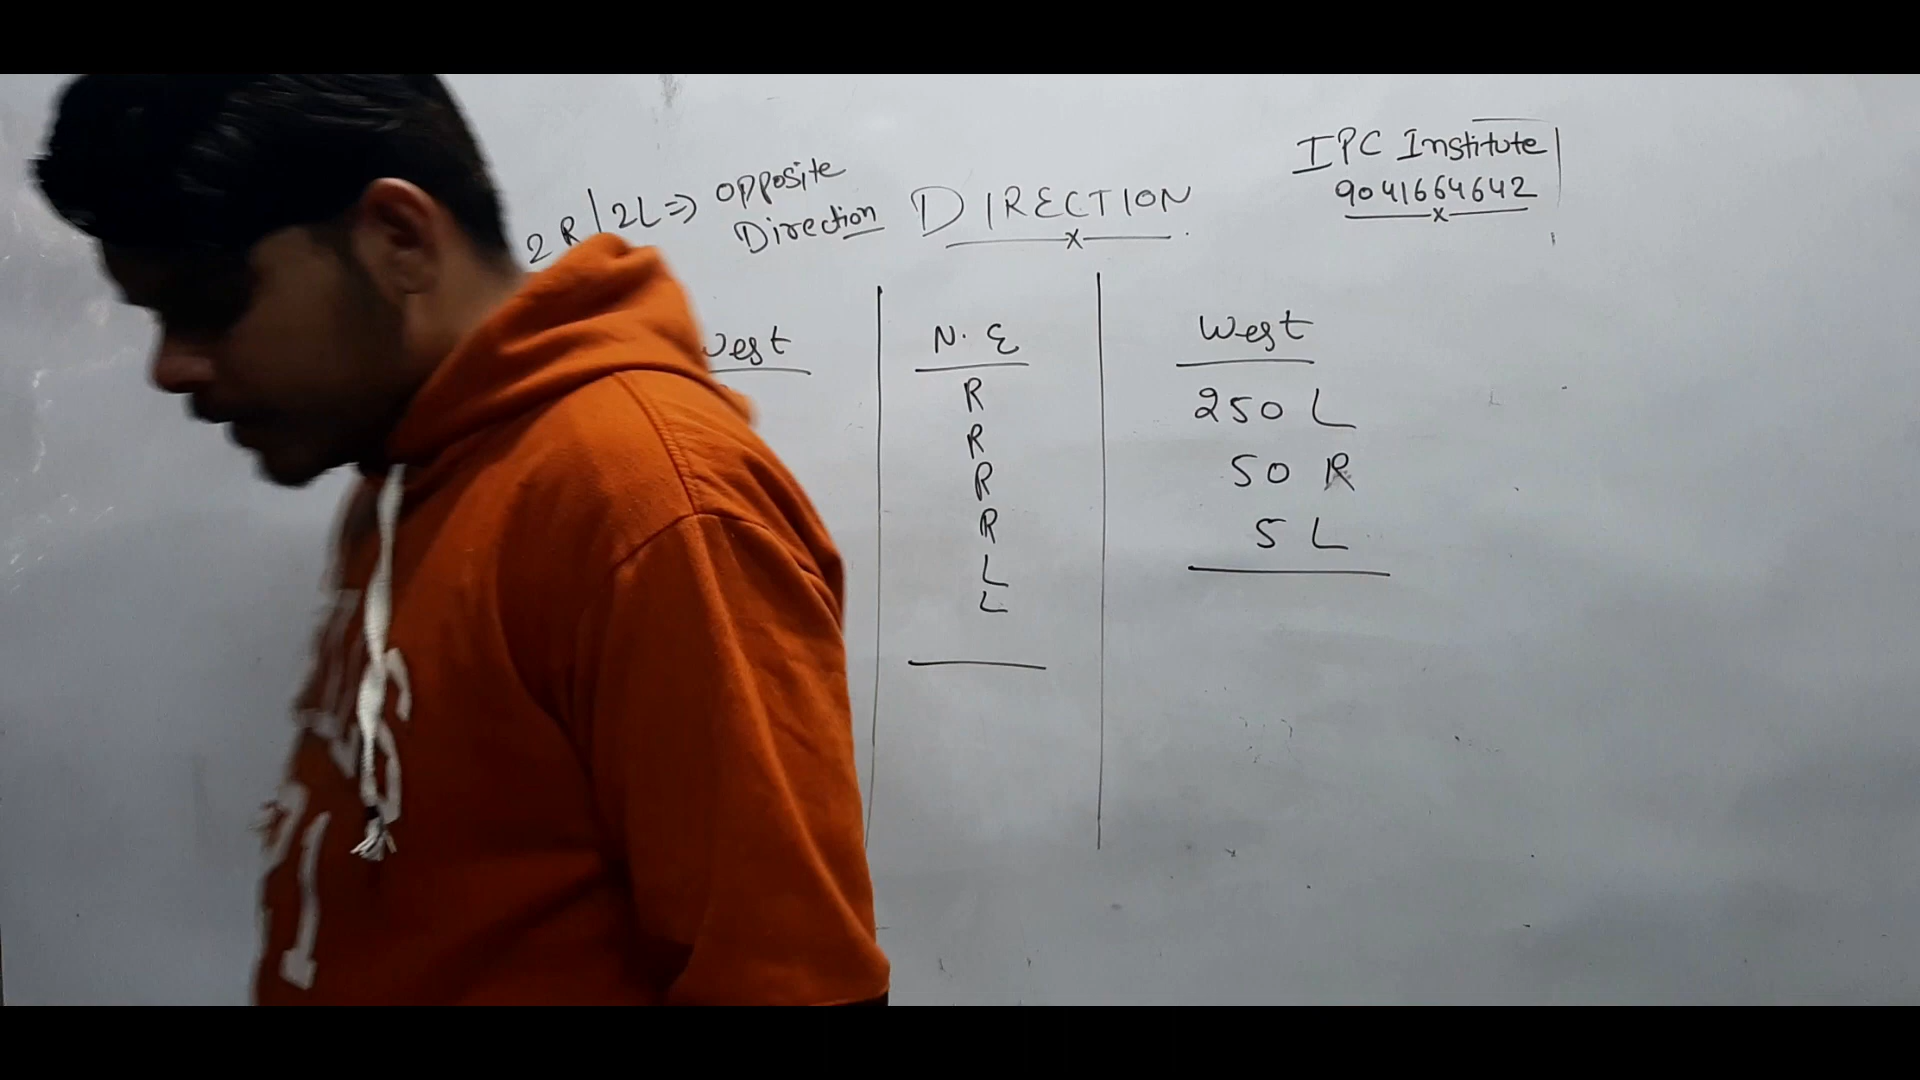 IPC Institute
9041664642
2R|2L⇒ opposite
Direction
DIRECTION
West
N. E
R
R
R
R
L
L
West
250 L
50 R
5 L